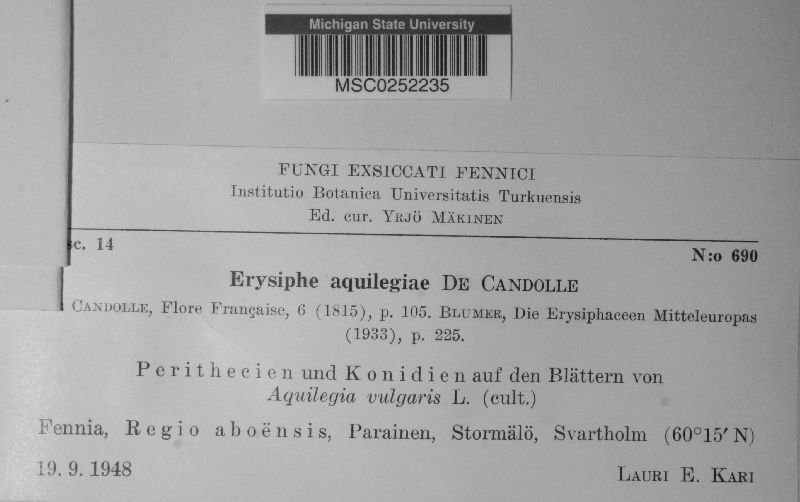 Michigan State University
MSC0252235
FUNGI EXSICCATI FENNICI
Institutio Botanica Universitatis Turkuensis
Ed. cur. YRJÖ MÄKINEN
sc. 14
N:o 690
Erysiphe aquilegiae DE CANDOLLE
CANDOLLE, Flore Française, 6 (1815), p. 105. BLUMER, Die Erysiphaceen Mitteleuropas
(1933), p. 225.
Perithecien und Konidien auf den Blättern von
Aquilegia vulgaris L. (cult.)
Fennia, Regio aboënsis, Parainen, Stormälö, Svartholm (60°15′ N)
19. 9. 1948
LAURI E. KARI